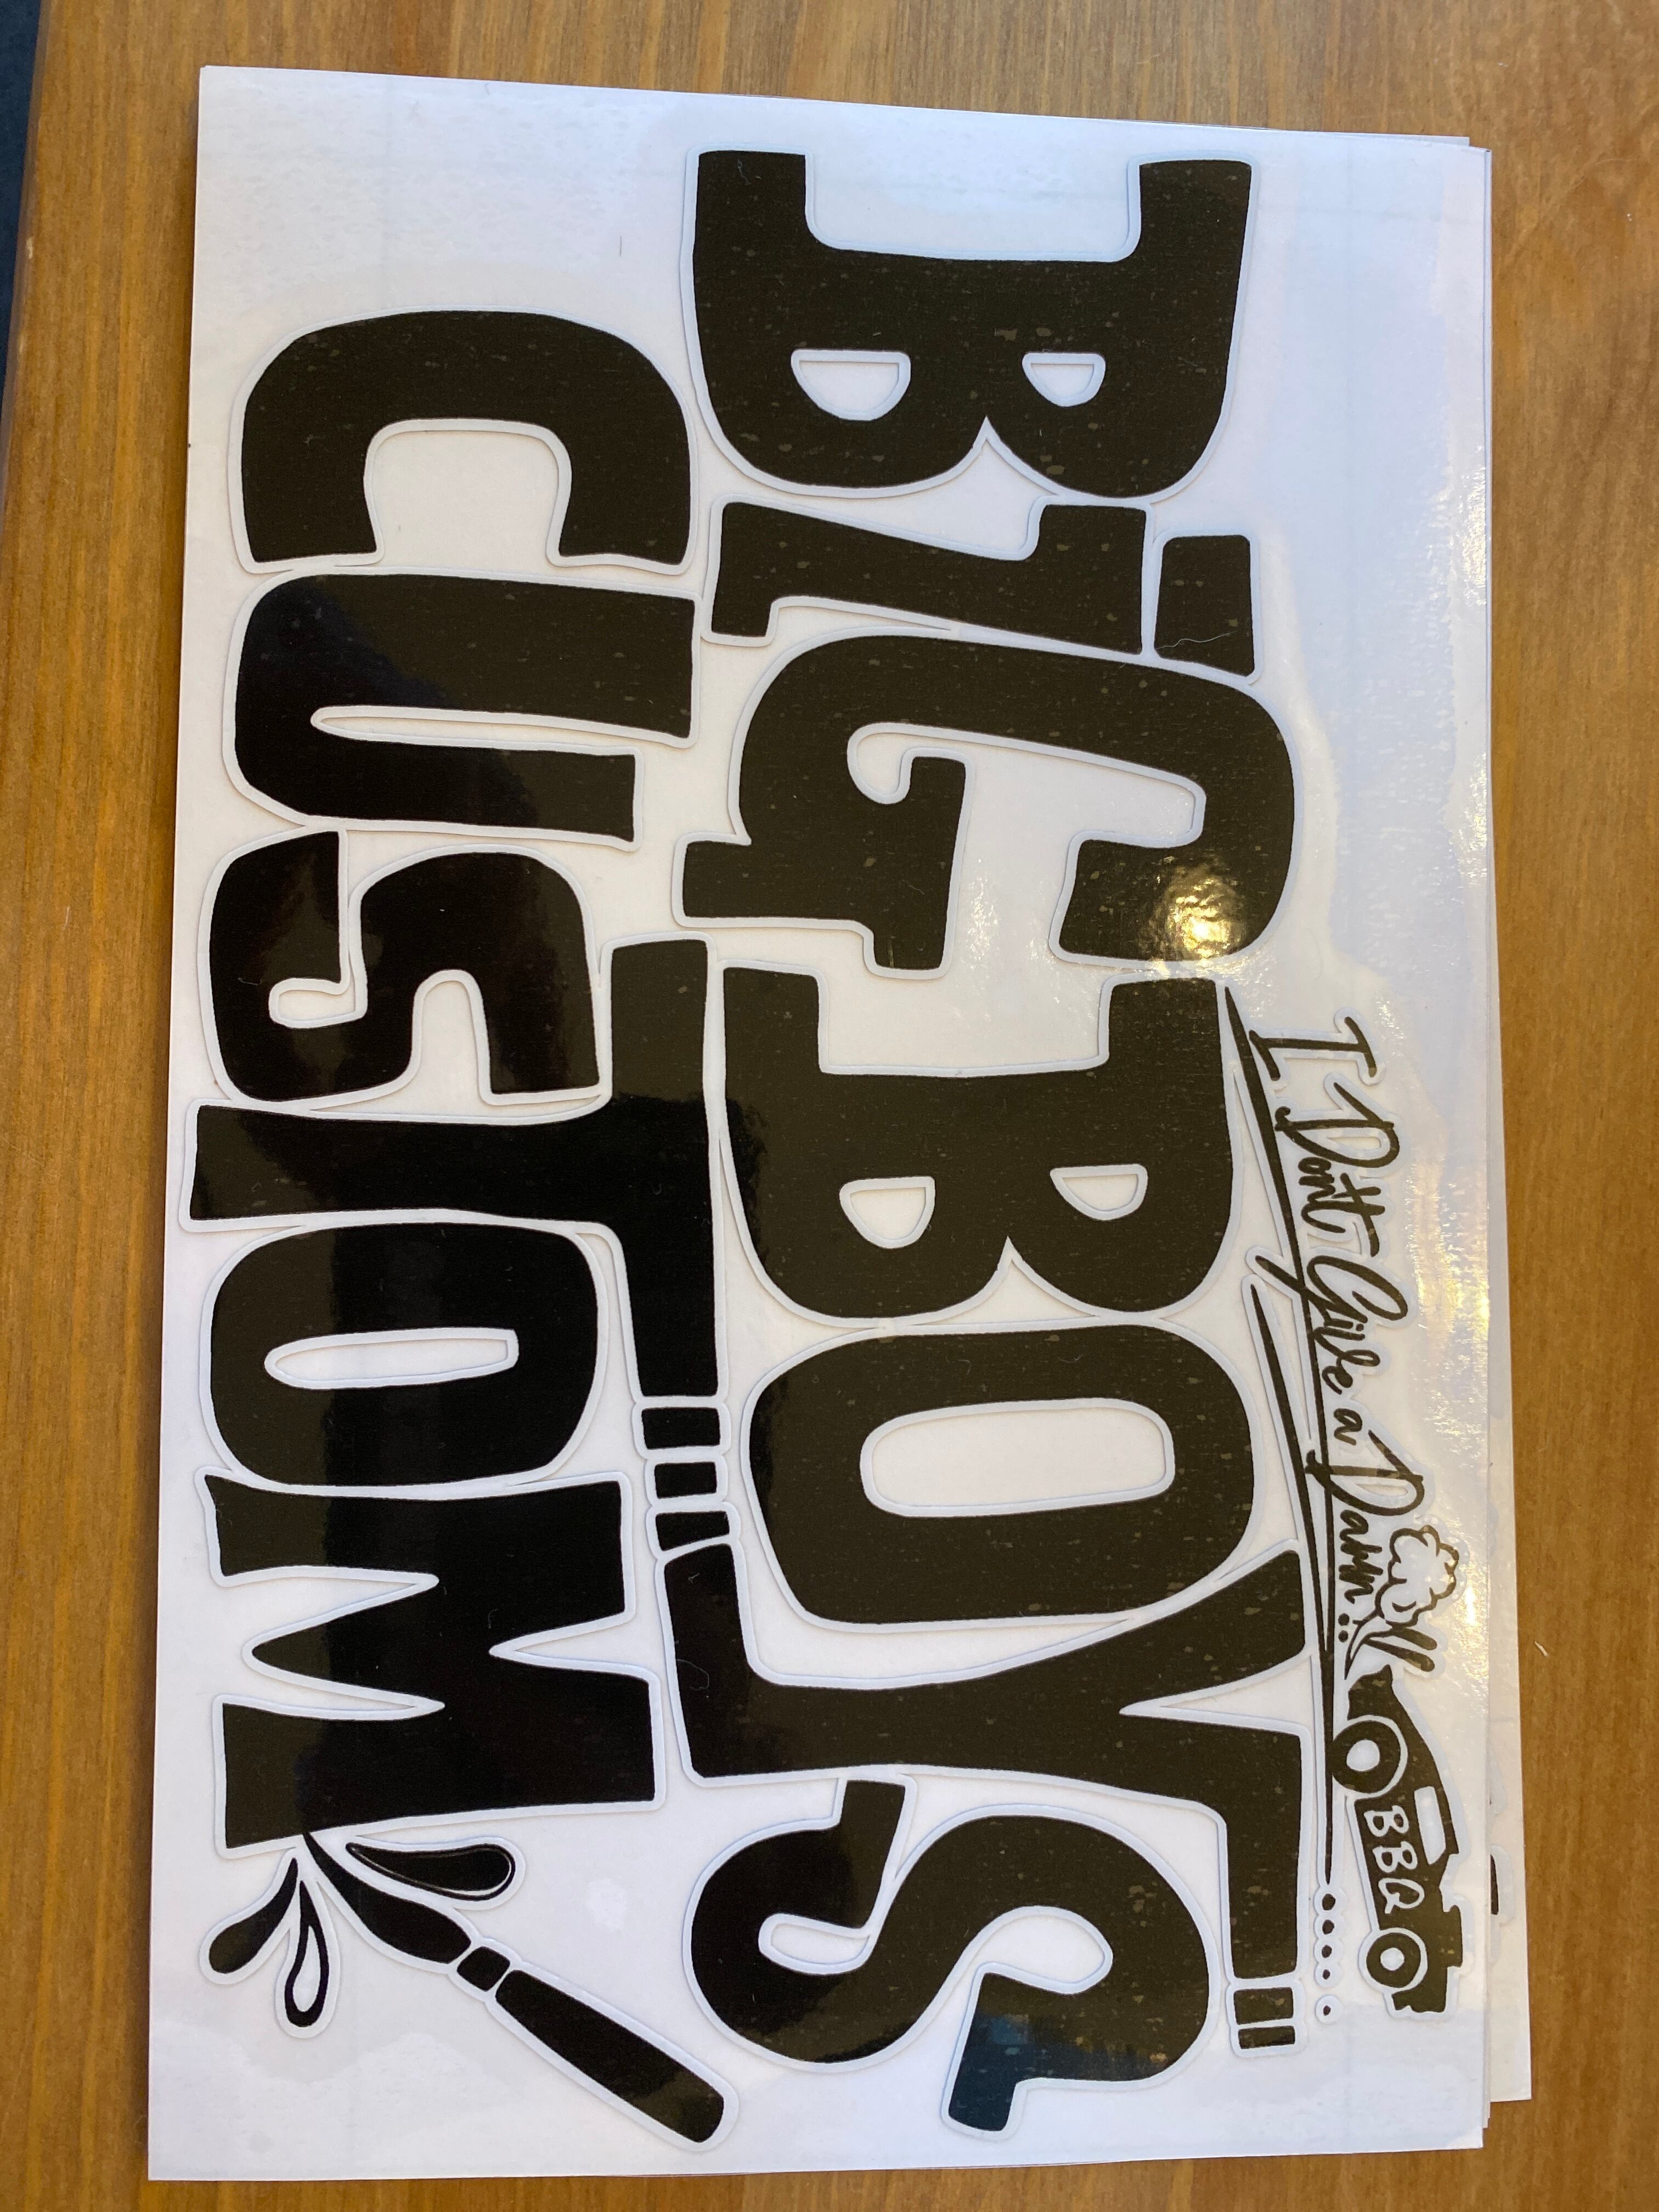 I Don't Give a Damn..
BBQ
BiG BOYS
CUSTOM